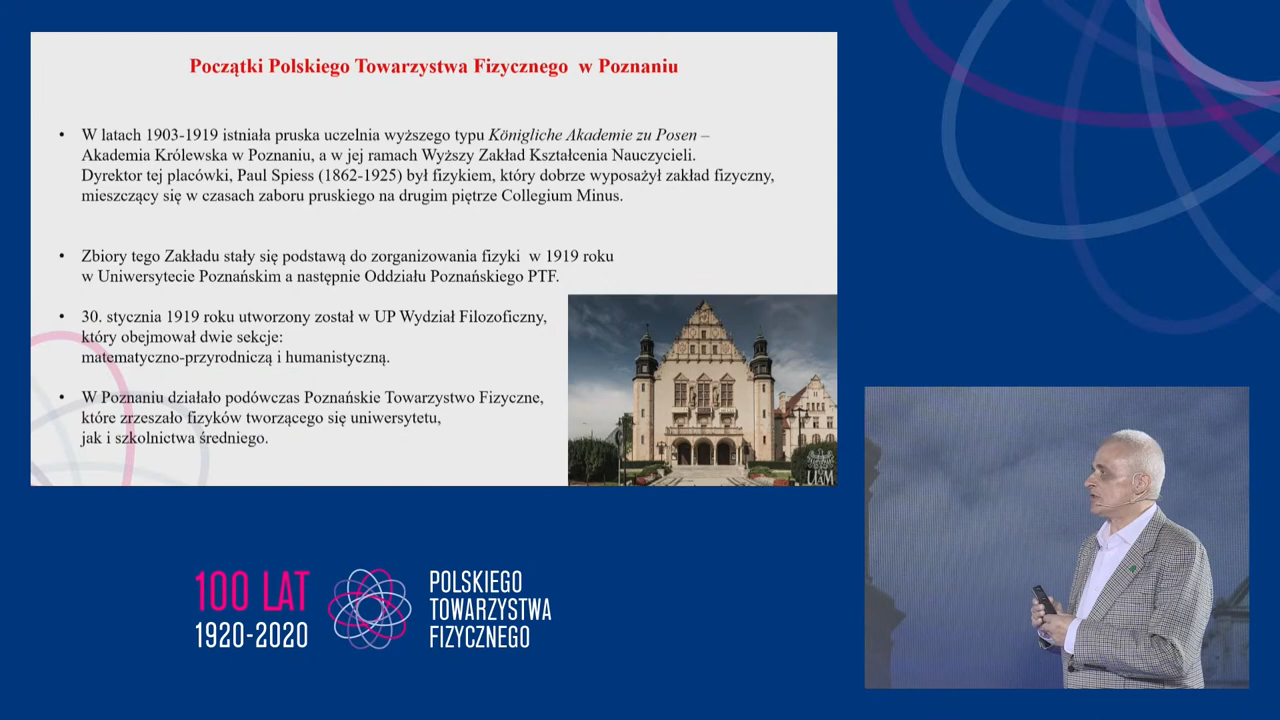 Początki Polskiego Towarzystwa Fizycznego w Poznaniu
• W latach 1903-1919 istniała pruska uczelnia wyższego typu Königliche Akademie zu Posen –
Akademia Królewska w Poznaniu, a w jej ramach Wyższy Zakład Kształcenia Nauczycieli.
Dyrektor tej placówki, Paul Spiess (1862-1925) był fizykiem, który dobrze wyposażył zakład fizyczny,
mieszczący się w czasach zaboru pruskiego na drugim piętrze Collegium Minus.
• Zbiory tego Zakładu stały się podstawą do zorganizowania fizyki w 1919 roku
w Uniwersytecie Poznańskim a następnie Oddziału Poznańskiego PTF.
• 30. stycznia 1919 roku utworzony został w UP Wydział Filozoficzny,
który obejmował dwie sekcje:
matematyczno-przyrodniczą i humanistyczną.
• W Poznaniu działało podówczas Poznańskie Towarzystwo Fizyczne,
które zrzeszało fizyków tworzącego się uniwersytetu,
jak i szkolnictwa średniego.
UAM
100 LAT
1920-2020
POLSKIEGO
TOWARZYSTWA
FIZYCZNEGO